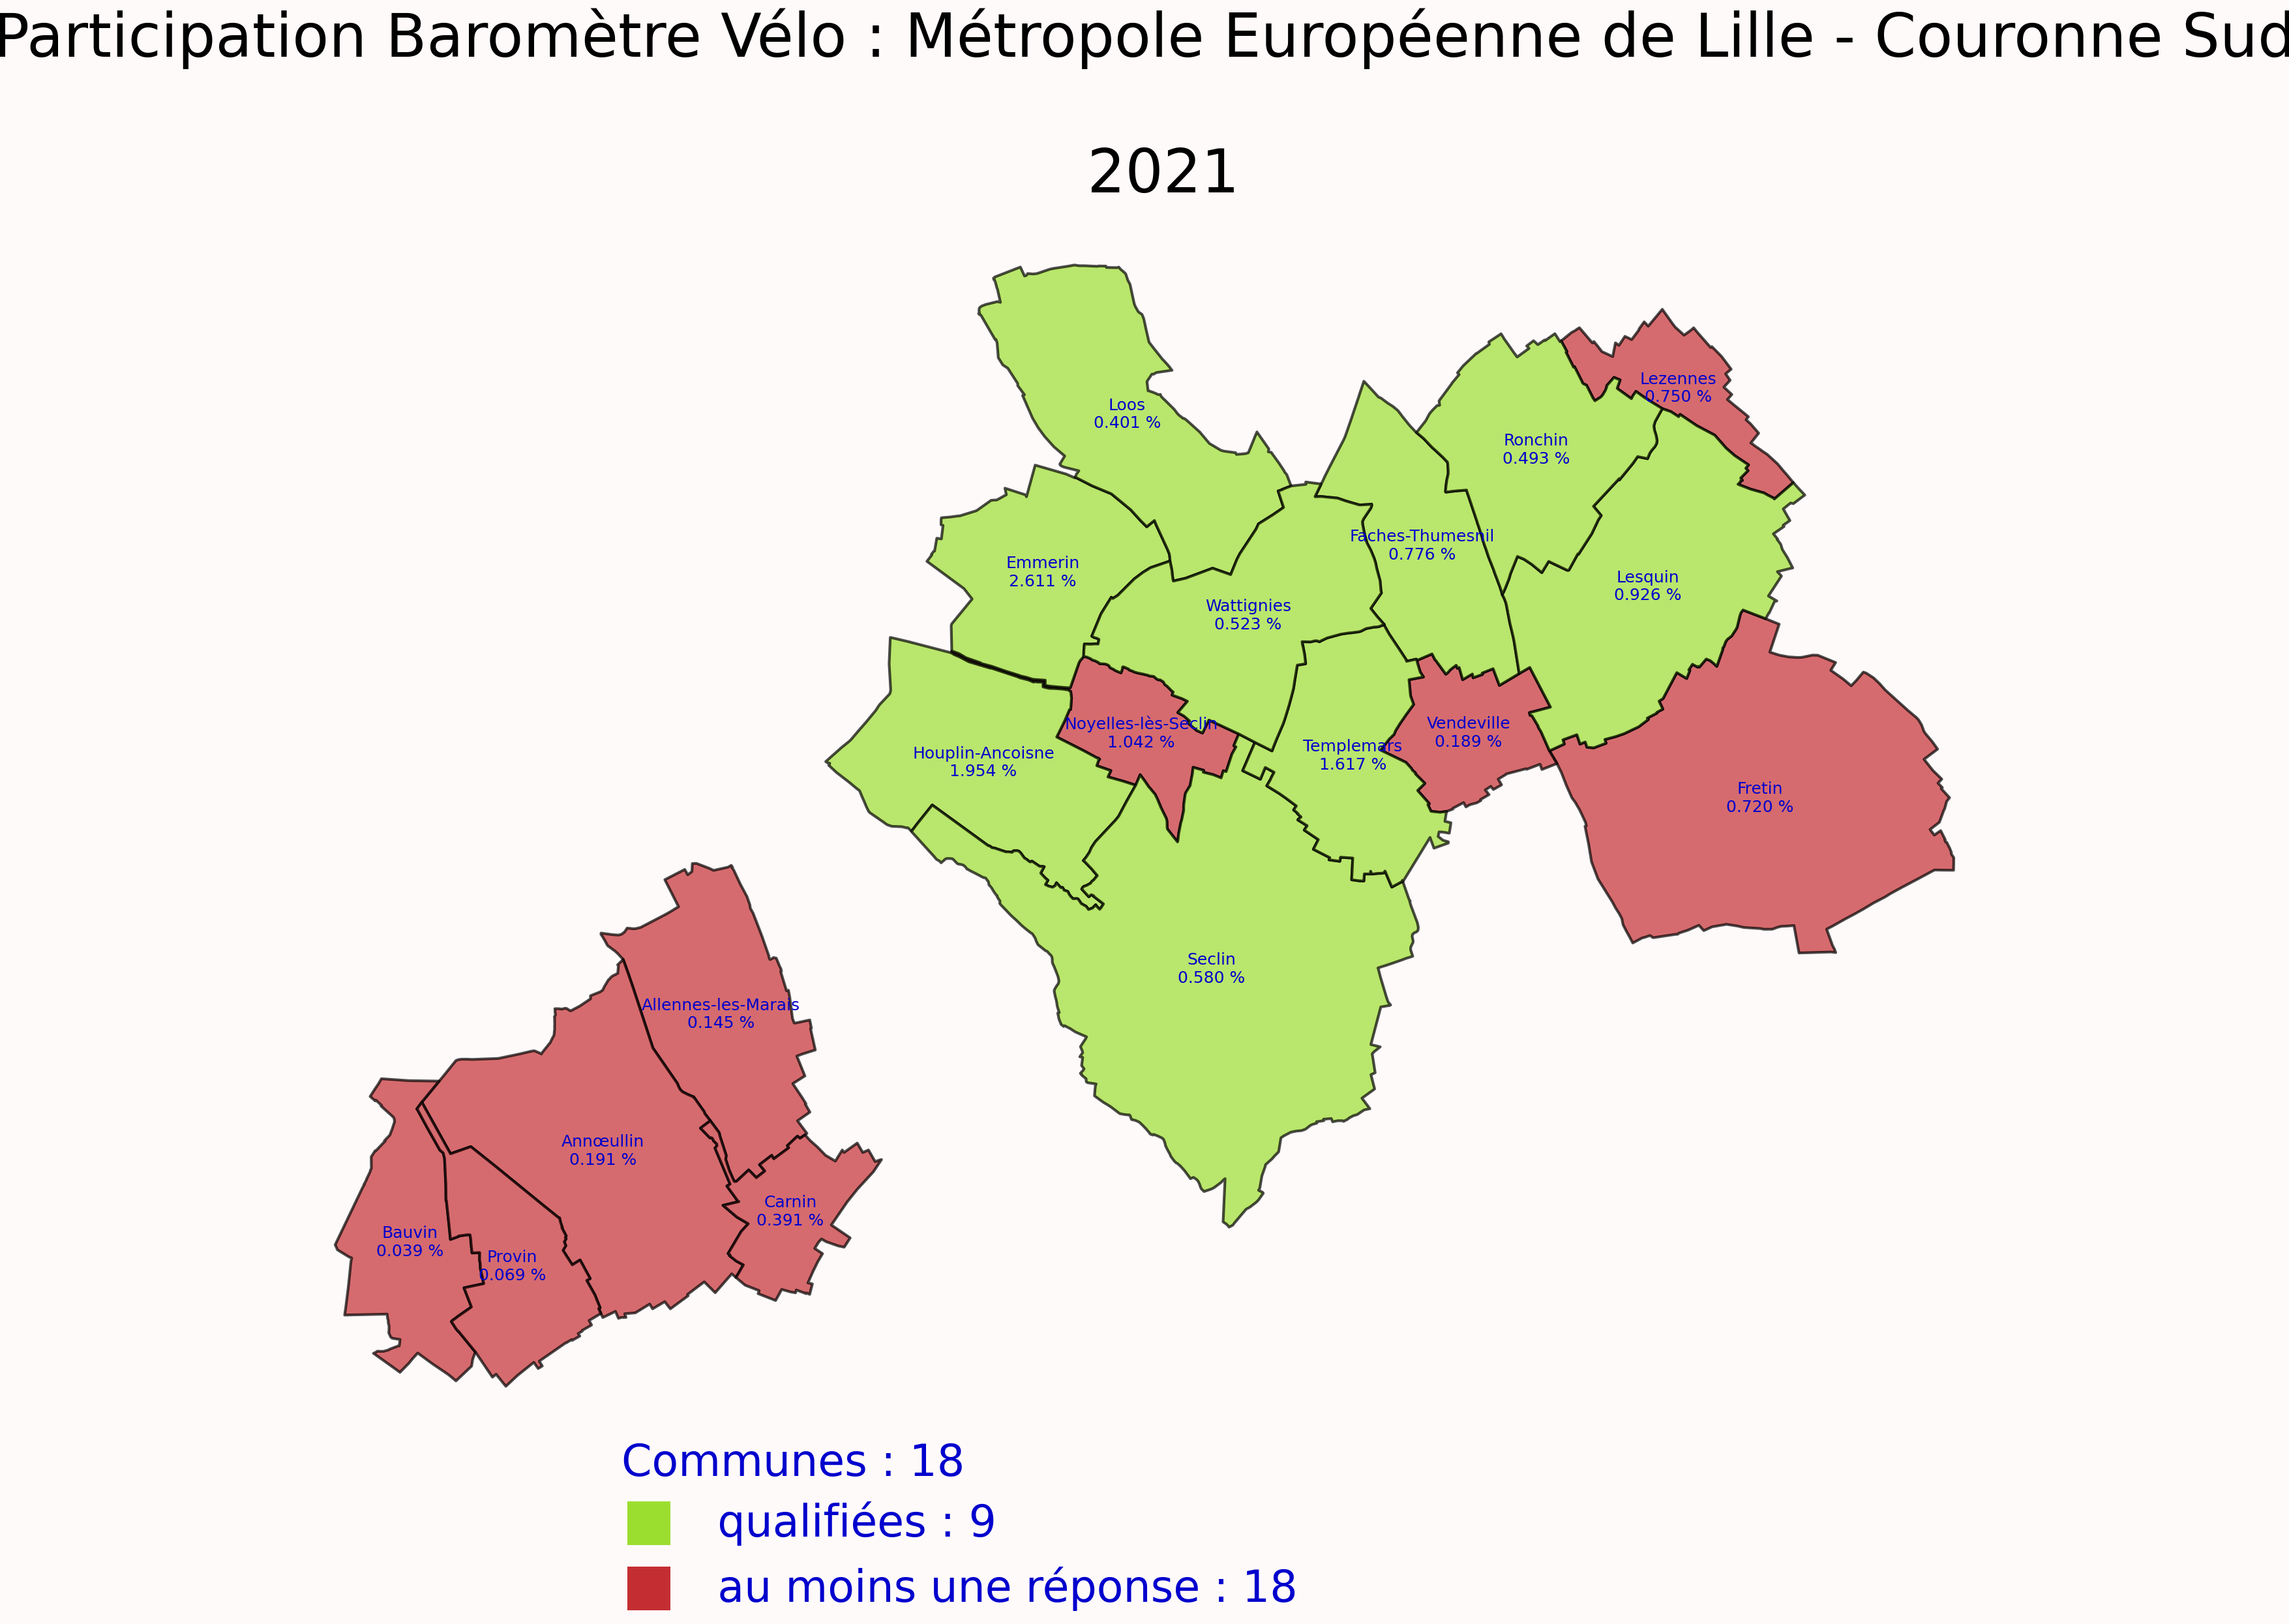 Participation Baromètre Vélo : Métropole Européenne de Lille - Couronne Sud
2021
Loos
0.401 %
Lezennes
0.750 %
Ronchin
0.493 %
Faches-Thumesnil
0.776 %
Emmerin
2.611 %
Lesquin
0.926 %
Wattignies
0.523 %
Noyelles-lès-Seclin
1.042 %
Vendeville
0.189 %
Houplin-Ancoisne
1.954 %
Templemars
1.617 %
Fretin
0.720 %
Seclin
0.580 %
Allennes-les-Marais
0.145 %
Annœullin
0.191 %
Carnin
0.391 %
Bauvin
0.039 %
Provin
0.069 %
Communes : 18
qualifiées : 9
au moins une réponse : 18